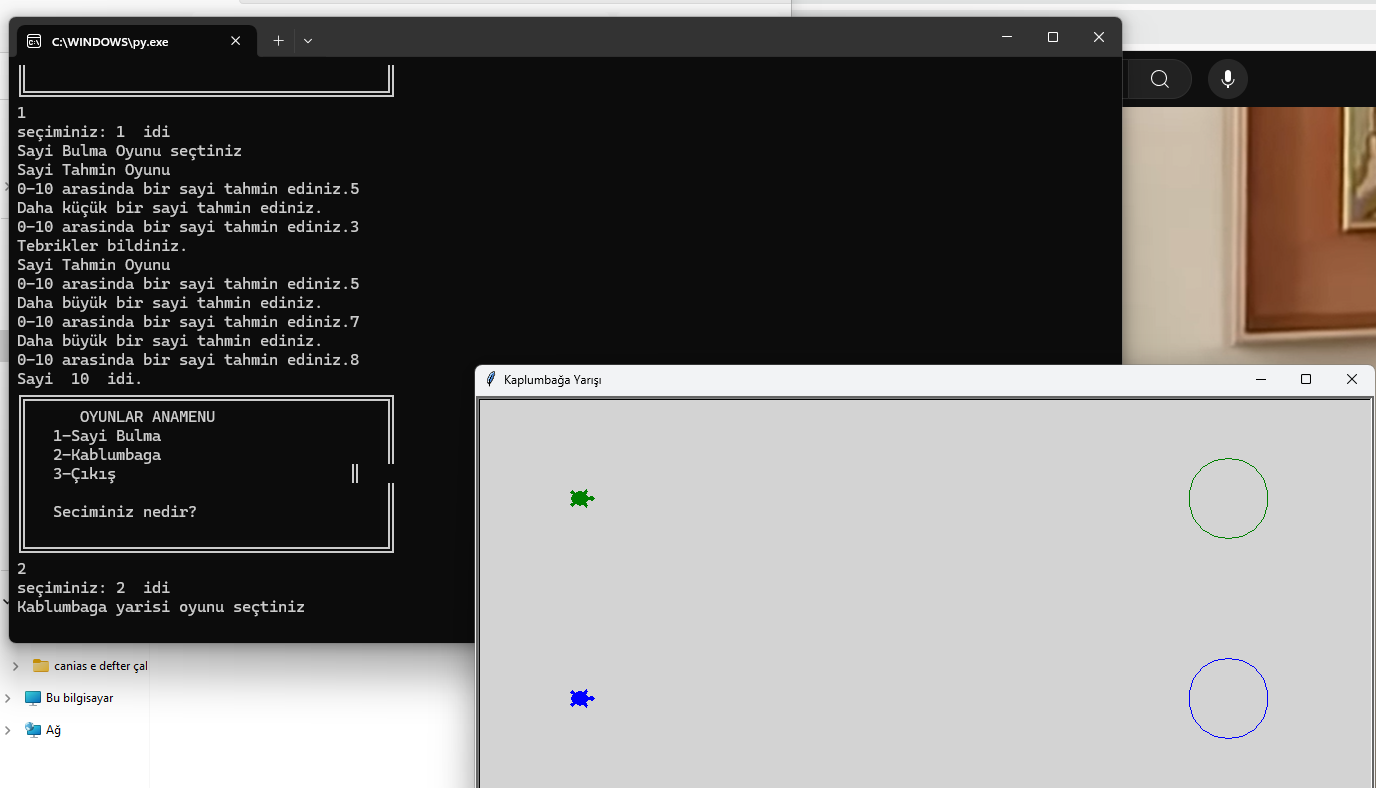 C:\WINDOWS\py.exe
1
seçiminiz: 1  idi
Sayi Bulma Oyunu seçtiniz
Sayi Tahmin Oyunu
0-10 arasinda bir sayi tahmin ediniz.5
Daha küçük bir sayi tahmin ediniz.
0-10 arasinda bir sayi tahmin ediniz.3
Tebrikler bildiniz.
Sayi Tahmin Oyunu
0-10 arasinda bir sayi tahmin ediniz.5
Daha büyük bir sayi tahmin ediniz.
0-10 arasinda bir sayi tahmin ediniz.7
Daha büyük bir sayi tahmin ediniz.
0-10 arasinda bir sayi tahmin ediniz.8
Sayi  10  idi.
OYUNLAR ANAMENU
1-Sayi Bulma
2-Kablumbaga
3-Çıkış
Seciminiz nedir?
2
seçiminiz: 2  idi
Kablumbaga yarisi oyunu seçtiniz
Kaplumbağa Yarışı
canias e defter çal
Bu bilgisayar
Ağ